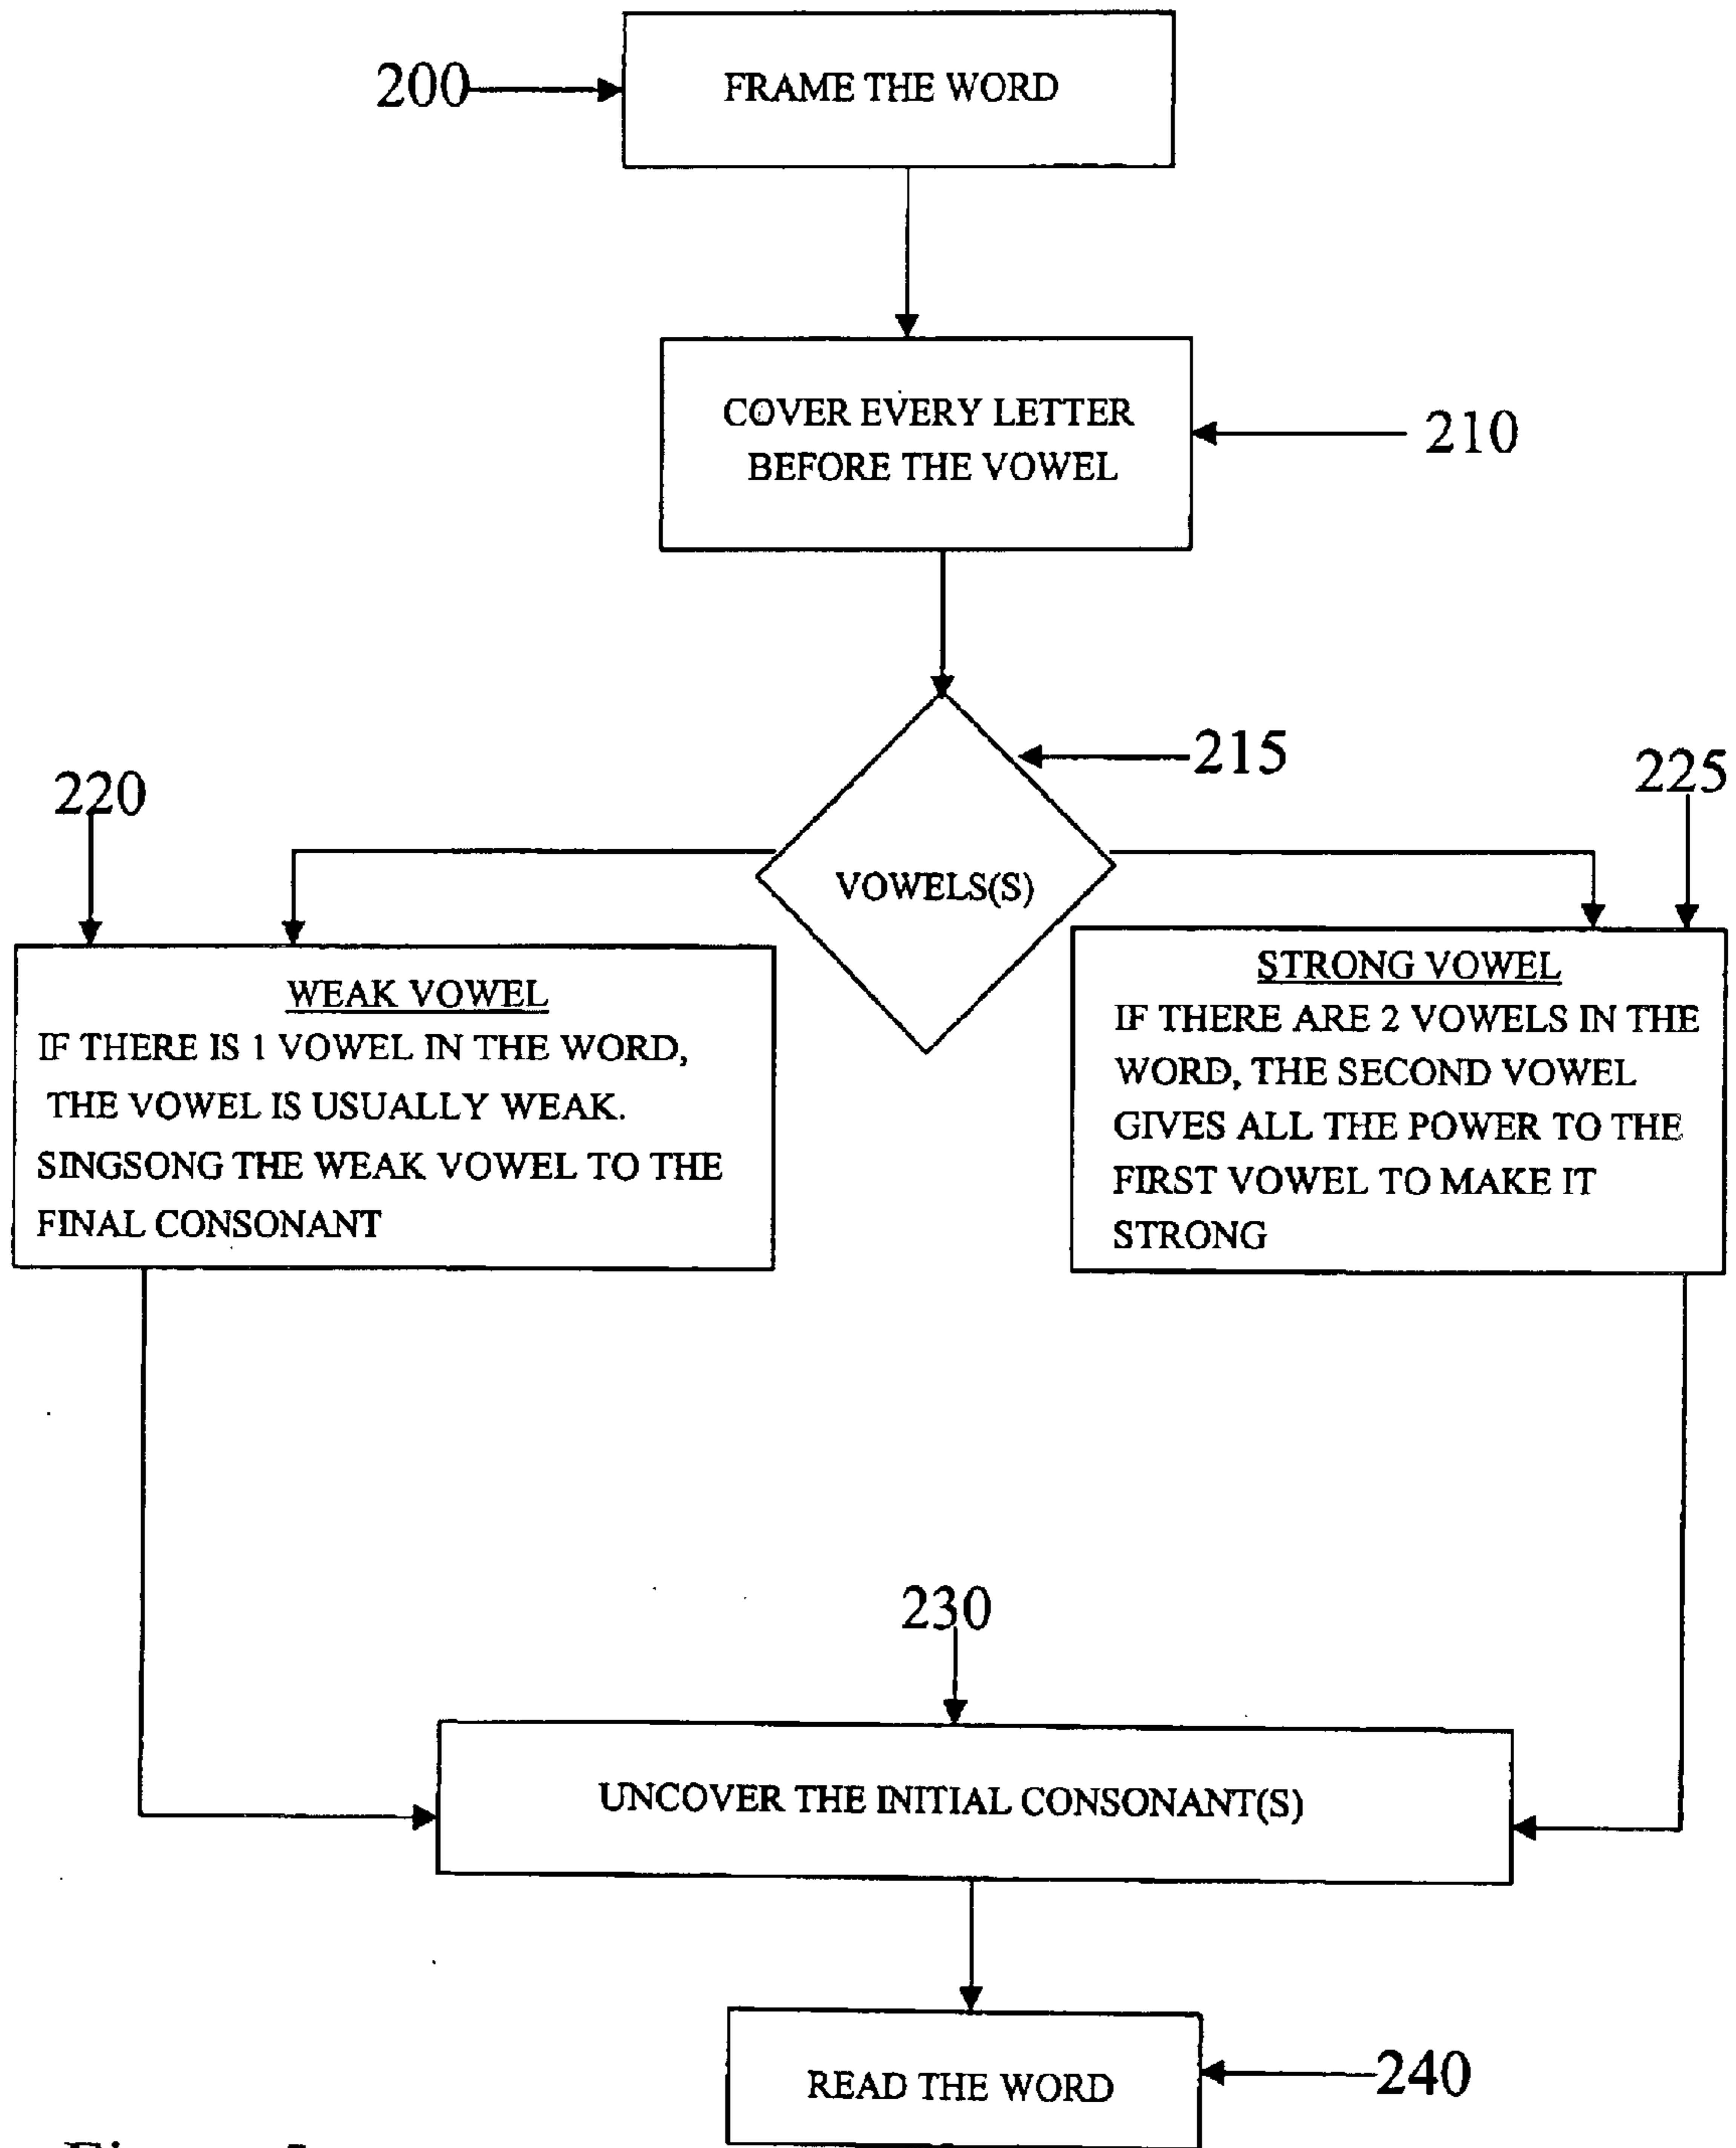 200
FRAME THE WORD
COVER EVERY LETTER
BEFORE THE VOWEL
210
215
VOWELS(S)
220
WEAK VOWEL
IF THERE IS 1 VOWEL IN THE WORD,
THE VOWEL IS USUALLY WEAK.
SINGSONG THE WEAK VOWEL TO THE
FINAL CONSONANT
225
STRONG VOWEL
IF THERE ARE 2 VOWELS IN THE
WORD, THE SECOND VOWEL
GIVES ALL THE POWER TO THE
FIRST VOWEL TO MAKE IT
STRONG
230
UNCOVER THE INITIAL CONSONANT(S)
READ THE WORD
240